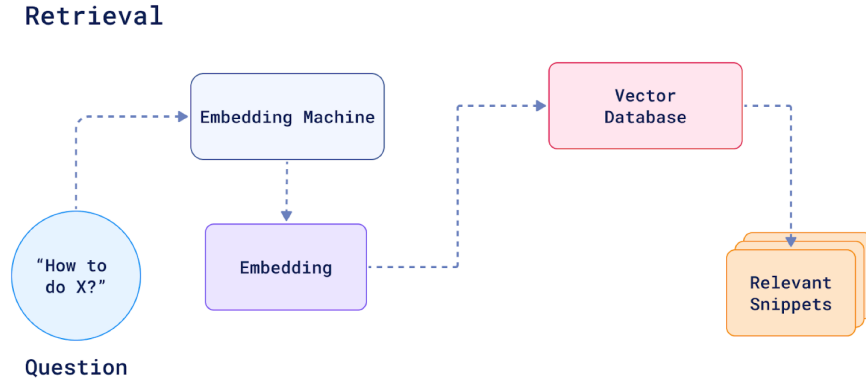 Retrieval
Embedding Machine
Vector
Database
“How to
do X?”
Embedding
Relevant
Snippets
Question